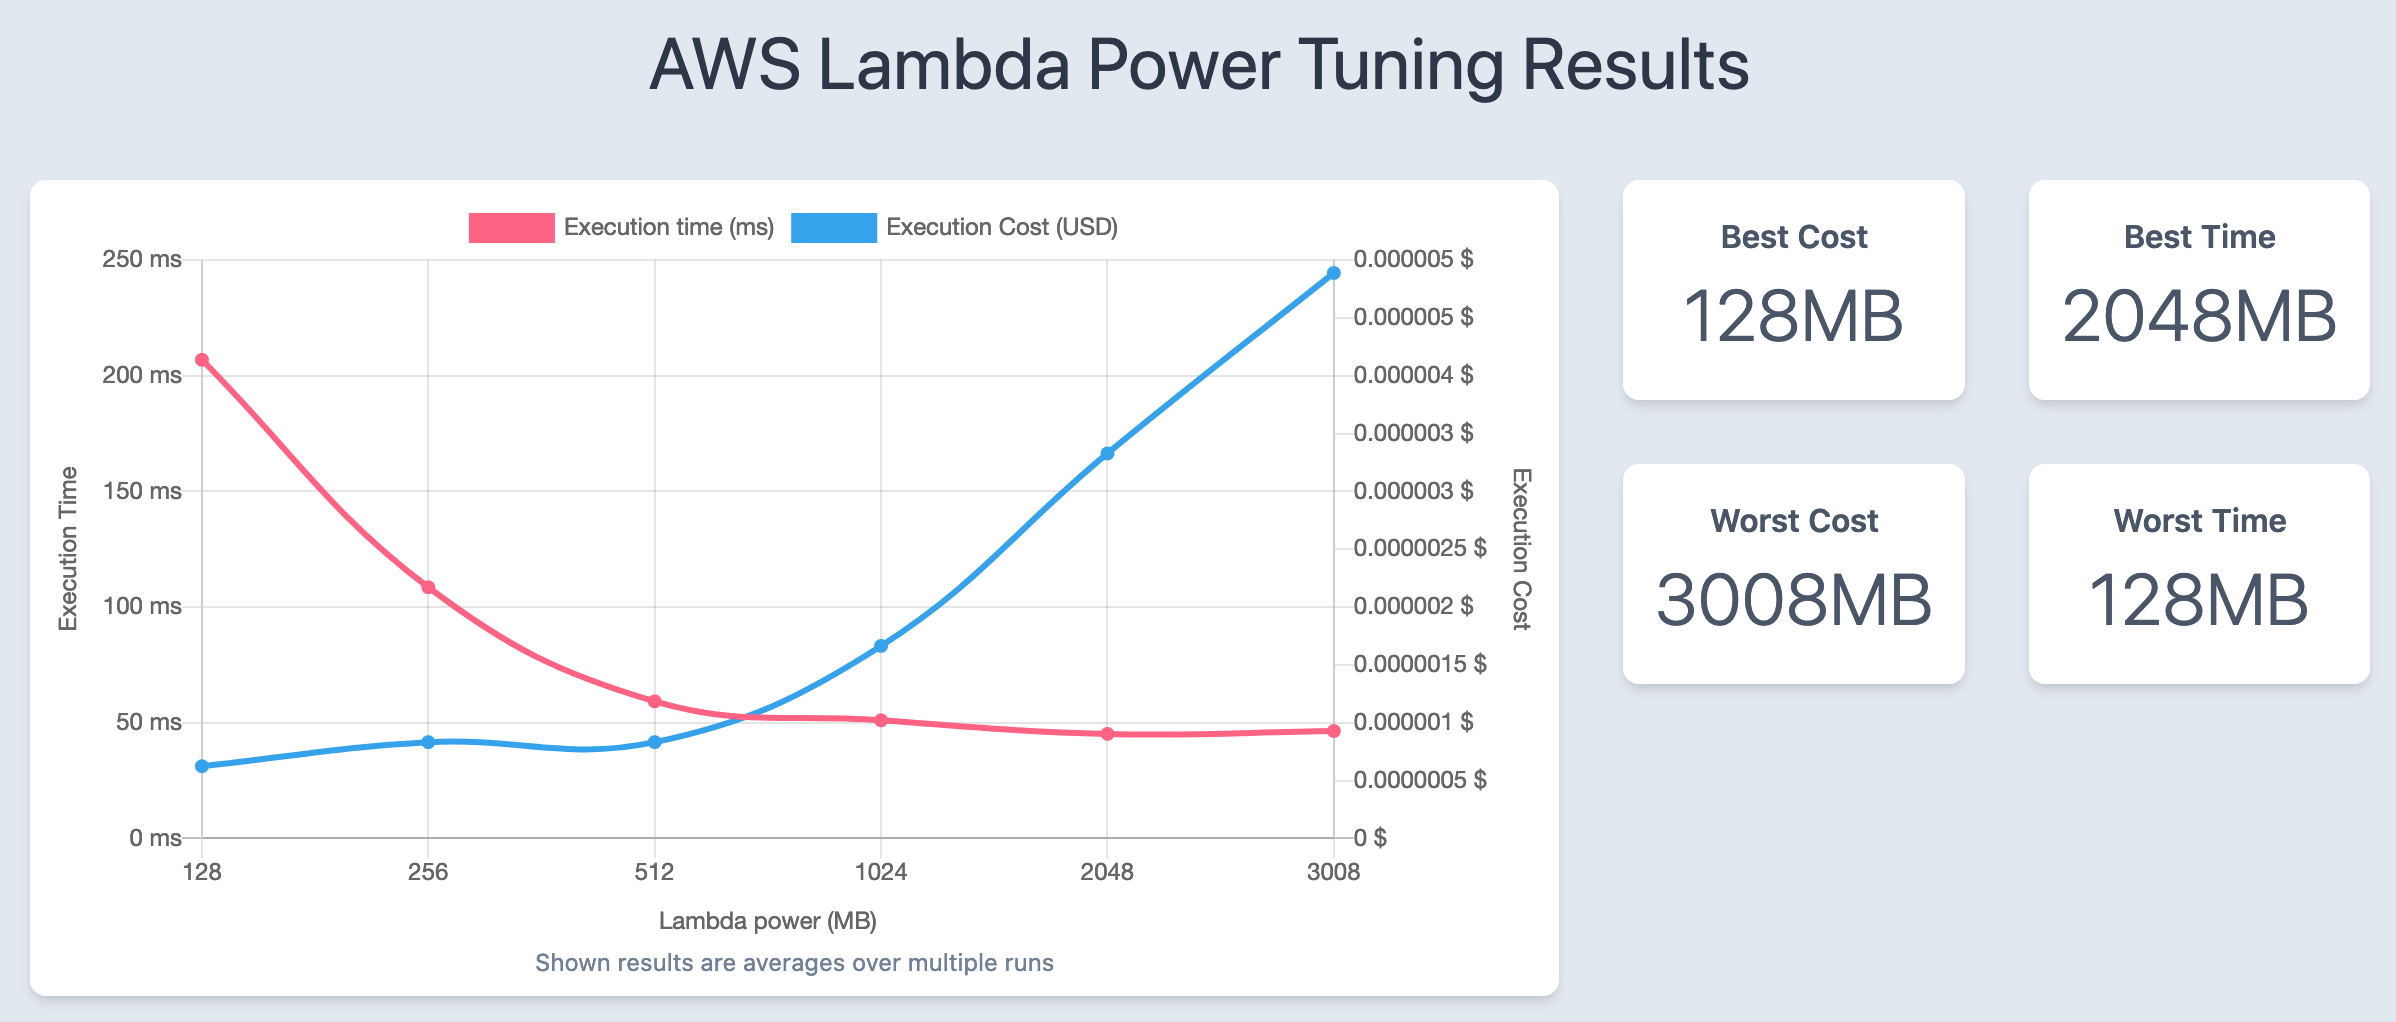 AWS Lambda Power Tuning Results
Execution time (ms) Execution Cost (USD)
250 ms
200 ms
150 ms
100 ms
50 ms
0 ms
Execution Time
0.000005 $
0.000005 $
0.000004 $
0.000003 $
0.000003 $
0.0000025 $
0.000002 $
0.0000015 $
0.000001 $
0.0000005 $
0 $
Execution Cost
128 256 512 1024 2048 3008
Lambda power (MB)
Shown results are averages over multiple runs
Best Cost
128MB
Best Time
2048MB
Worst Cost
3008MB
Worst Time
128MB